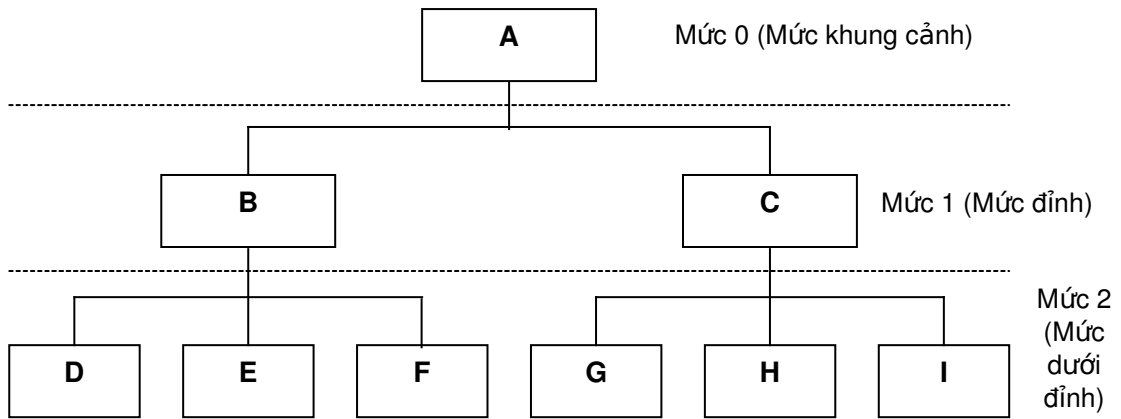 A
Mức 0 (Mức khung cảnh)
B
C
Mức 1 (Mức đỉnh)
Mức 2
(Mức
dưới
đỉnh)
D
E
F
G
H
I